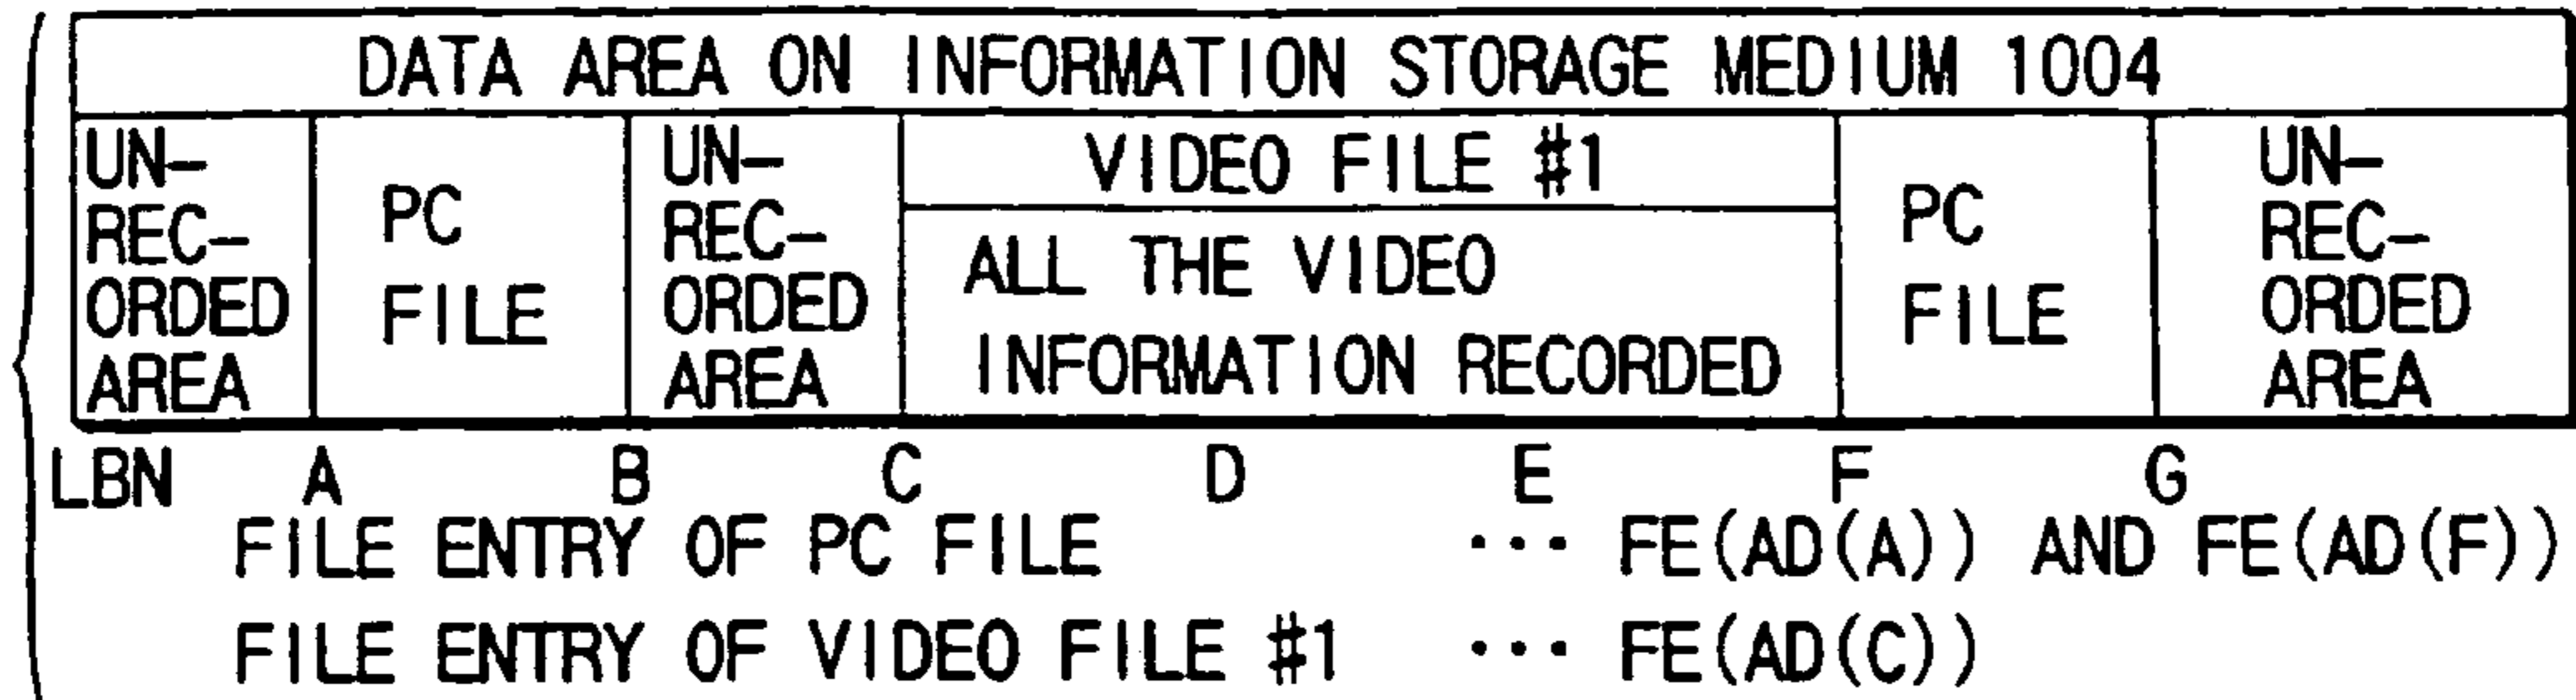 DATA AREA ON INFORMATION STORAGE MEDIUM 1004
UN-
REC-
ORDED
AREA
PC
FILE
UN-
REC-
ORDED
AREA
VIDEO FILE #1
ALL THE VIDEO
INFORMATION RECORDED
PC
FILE
UN-
REC-
ORDED
AREA
LBN A B C D E F G
FILE ENTRY OF PC FILE ··· FE(AD(A)) AND FE(AD(F))
FILE ENTRY OF VIDEO FILE #1 ··· FE(AD(C))